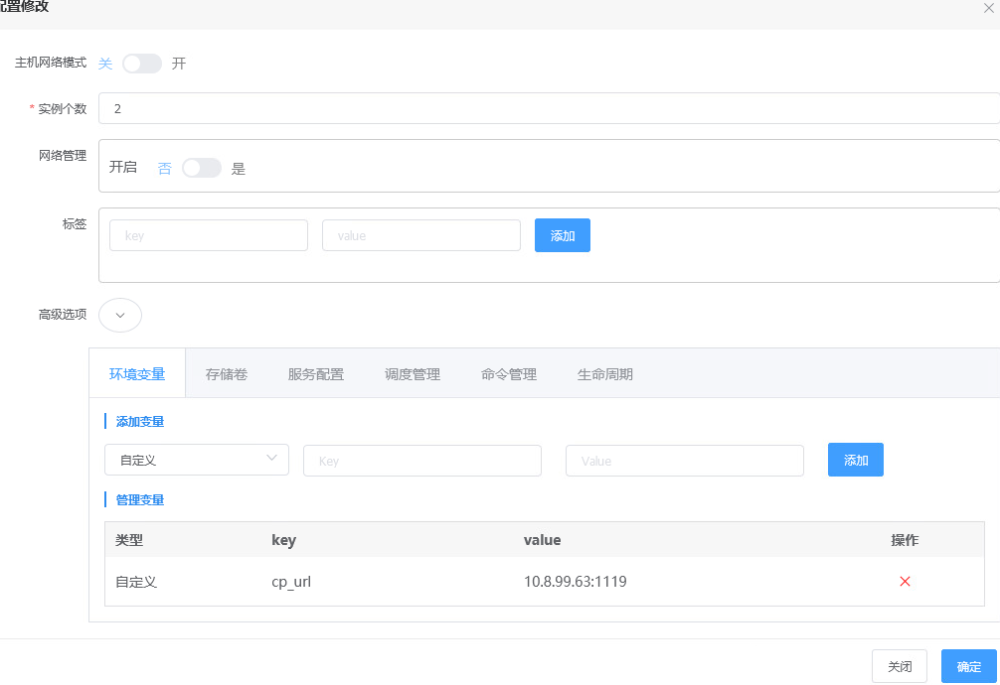 配置修改
主机网络模式 关 开
* 实例个数 2
网络管理 开启 否 是
标签 key value 添加
高级选项
环境变量 存储卷 服务配置 调度管理 命令管理 生命周期
添加变量
自定义 Key Value 添加
管理变量
类型 key value 操作
自定义 cp_url 10.8.99.63:1119
关闭 确定